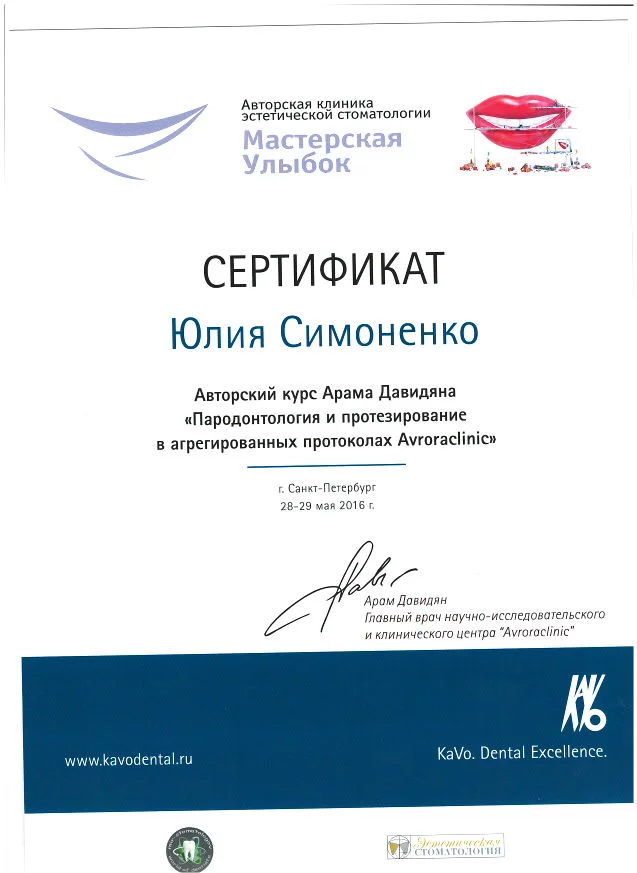 Авторская клиника
эстетической стоматологии
Мастерская
Улыбок
СЕРТИФИКАТ
Юлия Симоненко
Авторский курс Арама Давидяна
«Пародонтология и протезирование
в агрегированных протоколах Avroraclinic»
г. Санкт-Петербург
28-29 мая 2016 г.
Арам Давидян
Главный врач научно-исследовательского
и клинического центра "Avroraclinic"
KAVO
www.kavodental.ru
KaVo. Dental Excellence.
Эстетическая
СТОМАТОЛОГИЯ